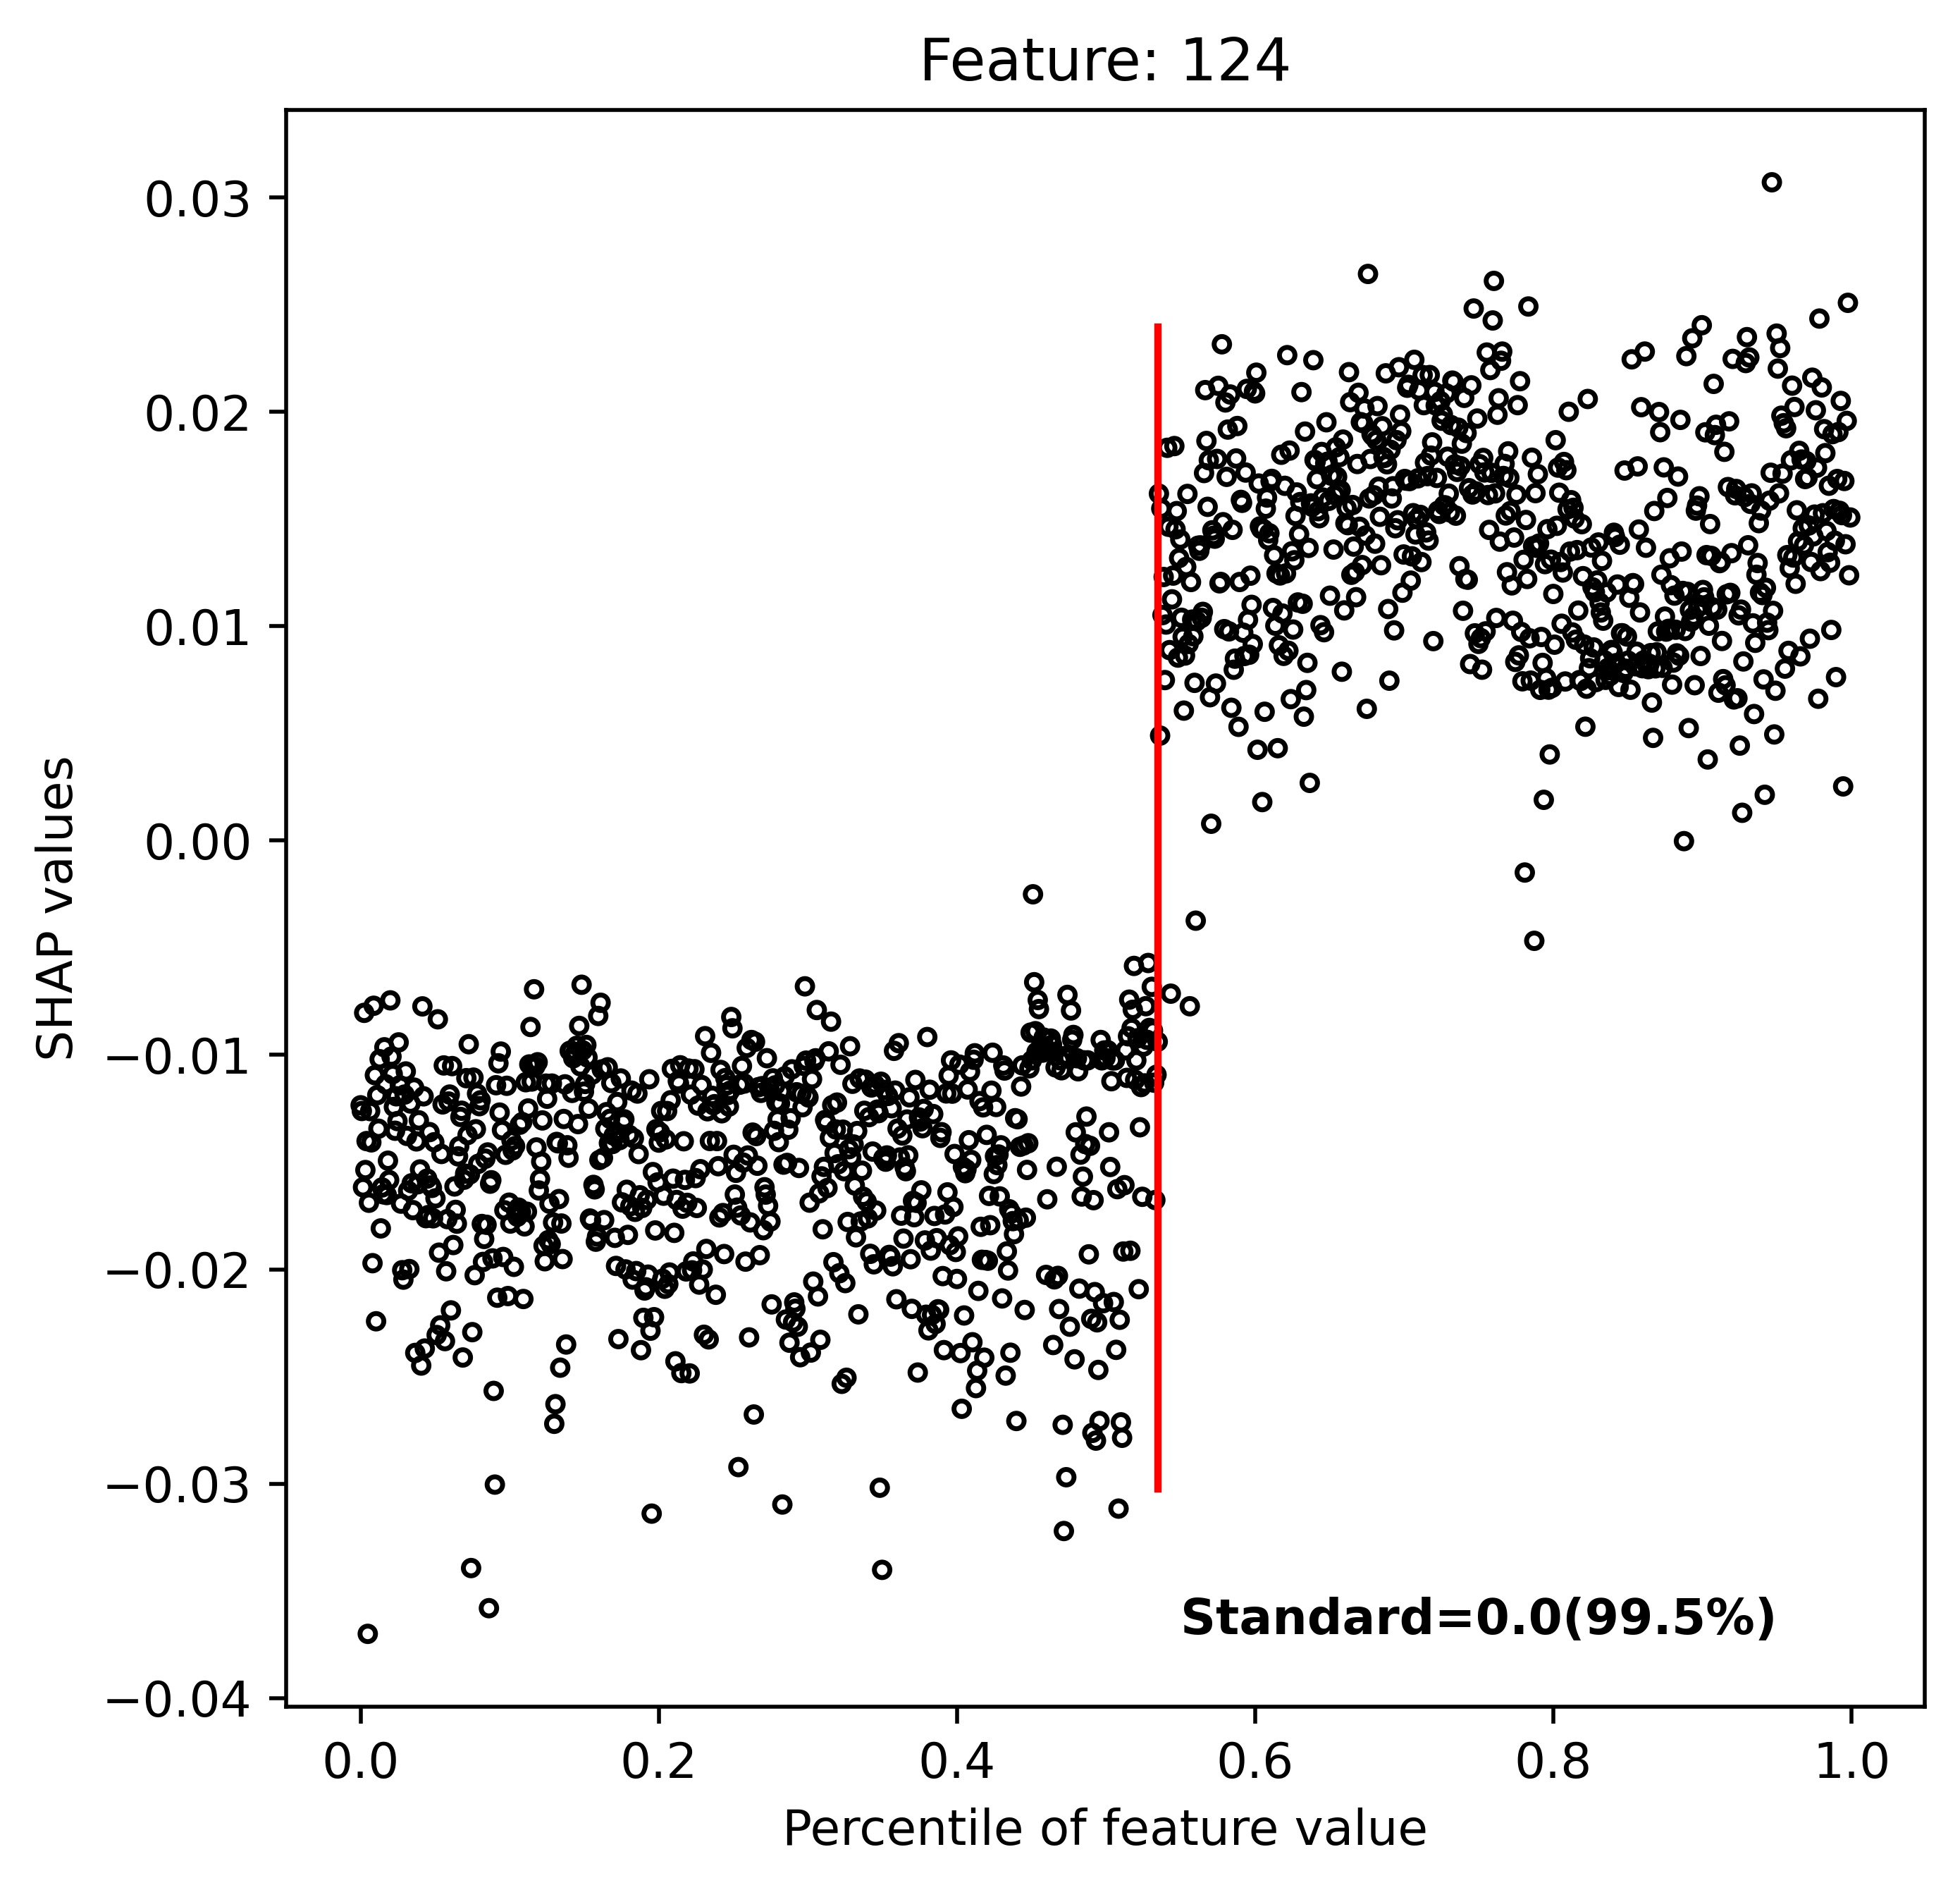 Feature: 124
SHAP values
0.03
0.02
0.01
0.00
−0.01
−0.02
−0.03
−0.04
Standard=0.0(99.5%)
0.0 0.2 0.4 0.6 0.8 1.0
Percentile of feature value